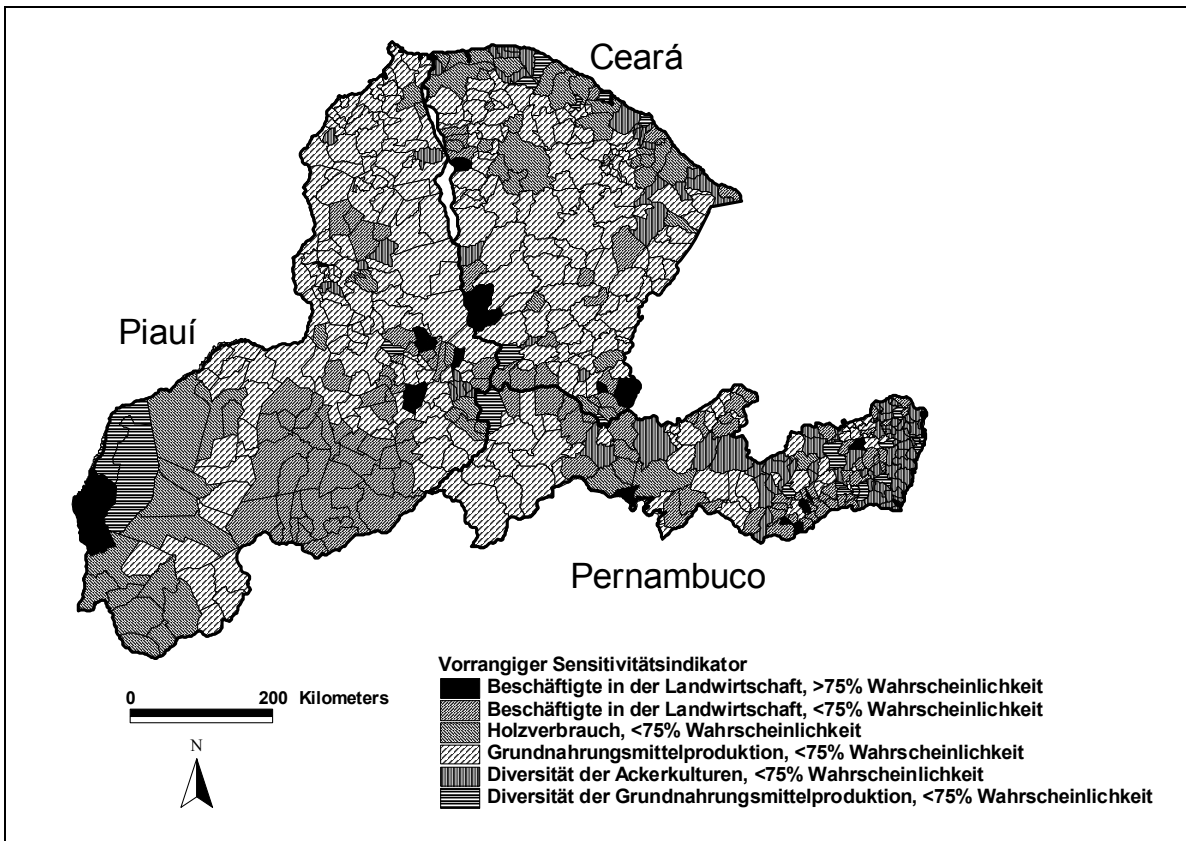 Ceará
Piauí
Pernambuco
Vorrangiger Sensitivitätsindikator
Beschäftigte in der Landwirtschaft, >75% Wahrscheinlichkeit
Beschäftigte in der Landwirtschaft, <75% Wahrscheinlichkeit
Holzverbrauch, <75% Wahrscheinlichkeit
Grundnahrungsmittelproduktion, <75% Wahrscheinlichkeit
Diversität der Ackerkulturen, <75% Wahrscheinlichkeit
Diversität der Grundnahrungsmittelproduktion, <75% Wahrscheinlichkeit
0 200 Kilometers
N